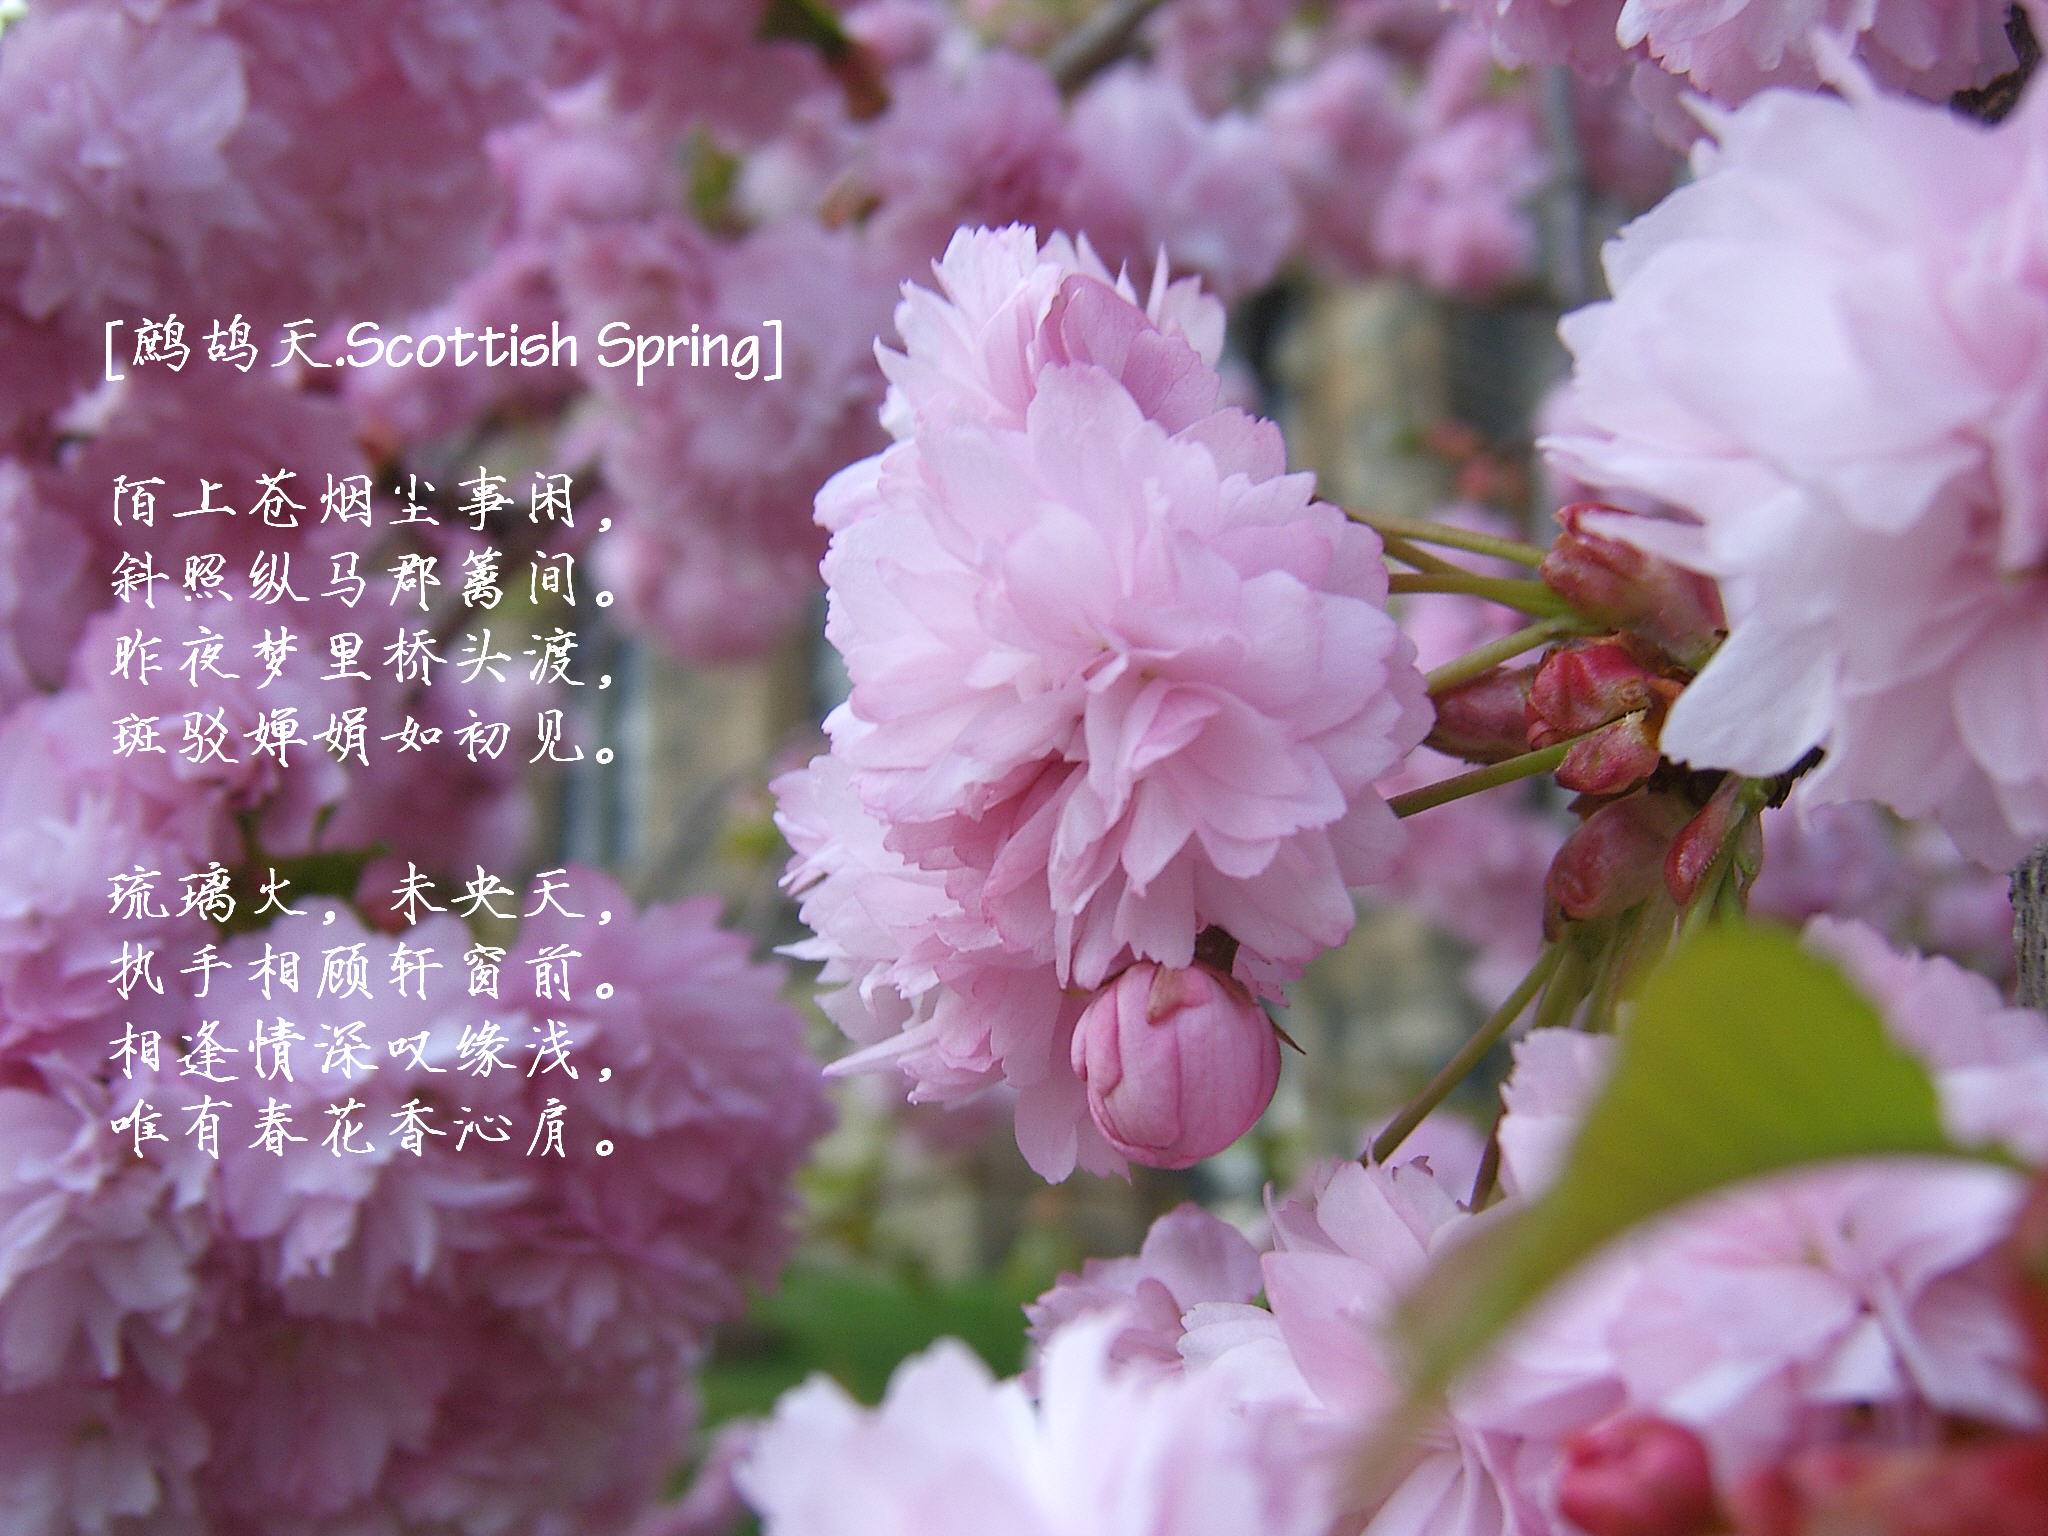 [鹧鸪天.Scottish Spring]
陌上苍烟尘事闲，
斜照纵马郡篱间。
昨夜梦里桥头渡，
斑驳婵娟如初见。
琉璃火，未央天，
执手相顾轩窗前。
相逢情深叹缘浅，
唯有春花香沁肩。